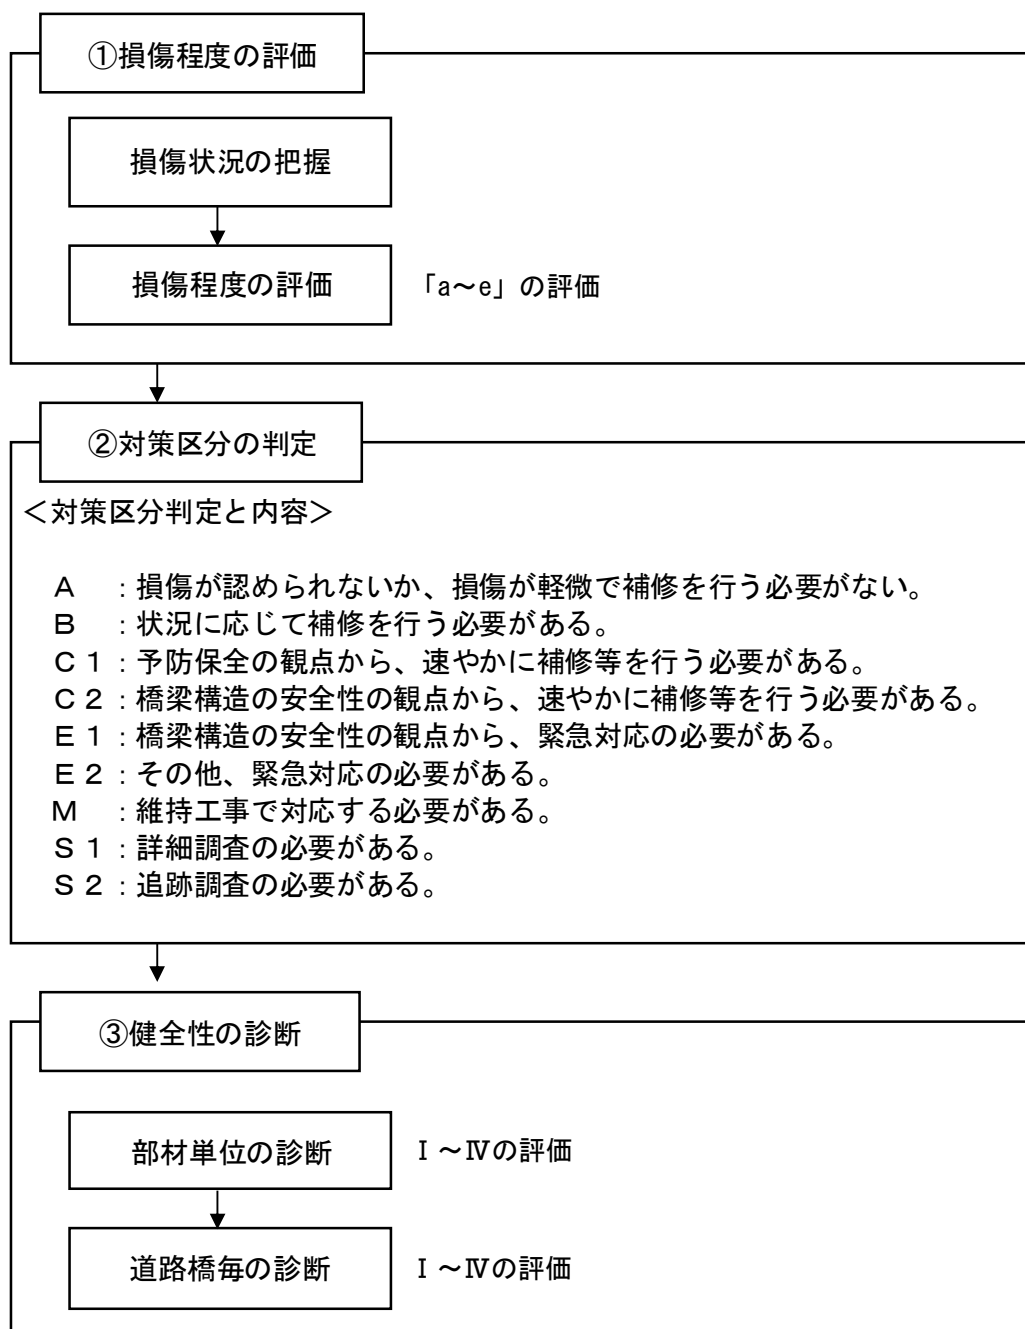 ①損傷程度の評価
損傷状況の把握
損傷程度の評価 「a～e」の評価
②対策区分の判定
＜対策区分判定と内容＞
Ａ ：損傷が認められないか、損傷が軽微で補修を行う必要がない。
Ｂ ：状況に応じて補修を行う必要がある。
Ｃ１：予防保全の観点から、速やかに補修等を行う必要がある。
Ｃ２：橋梁構造の安全性の観点から、速やかに補修等を行う必要がある。
Ｅ１：橋梁構造の安全性の観点から、緊急対応の必要がある。
Ｅ２：その他、緊急対応の必要がある。
Ｍ ：維持工事で対応する必要がある。
Ｓ１：詳細調査の必要がある。
Ｓ２：追跡調査の必要がある。
③健全性の診断
部材単位の診断 Ⅰ～Ⅳの評価
道路橋毎の診断 Ⅰ～Ⅳの評価